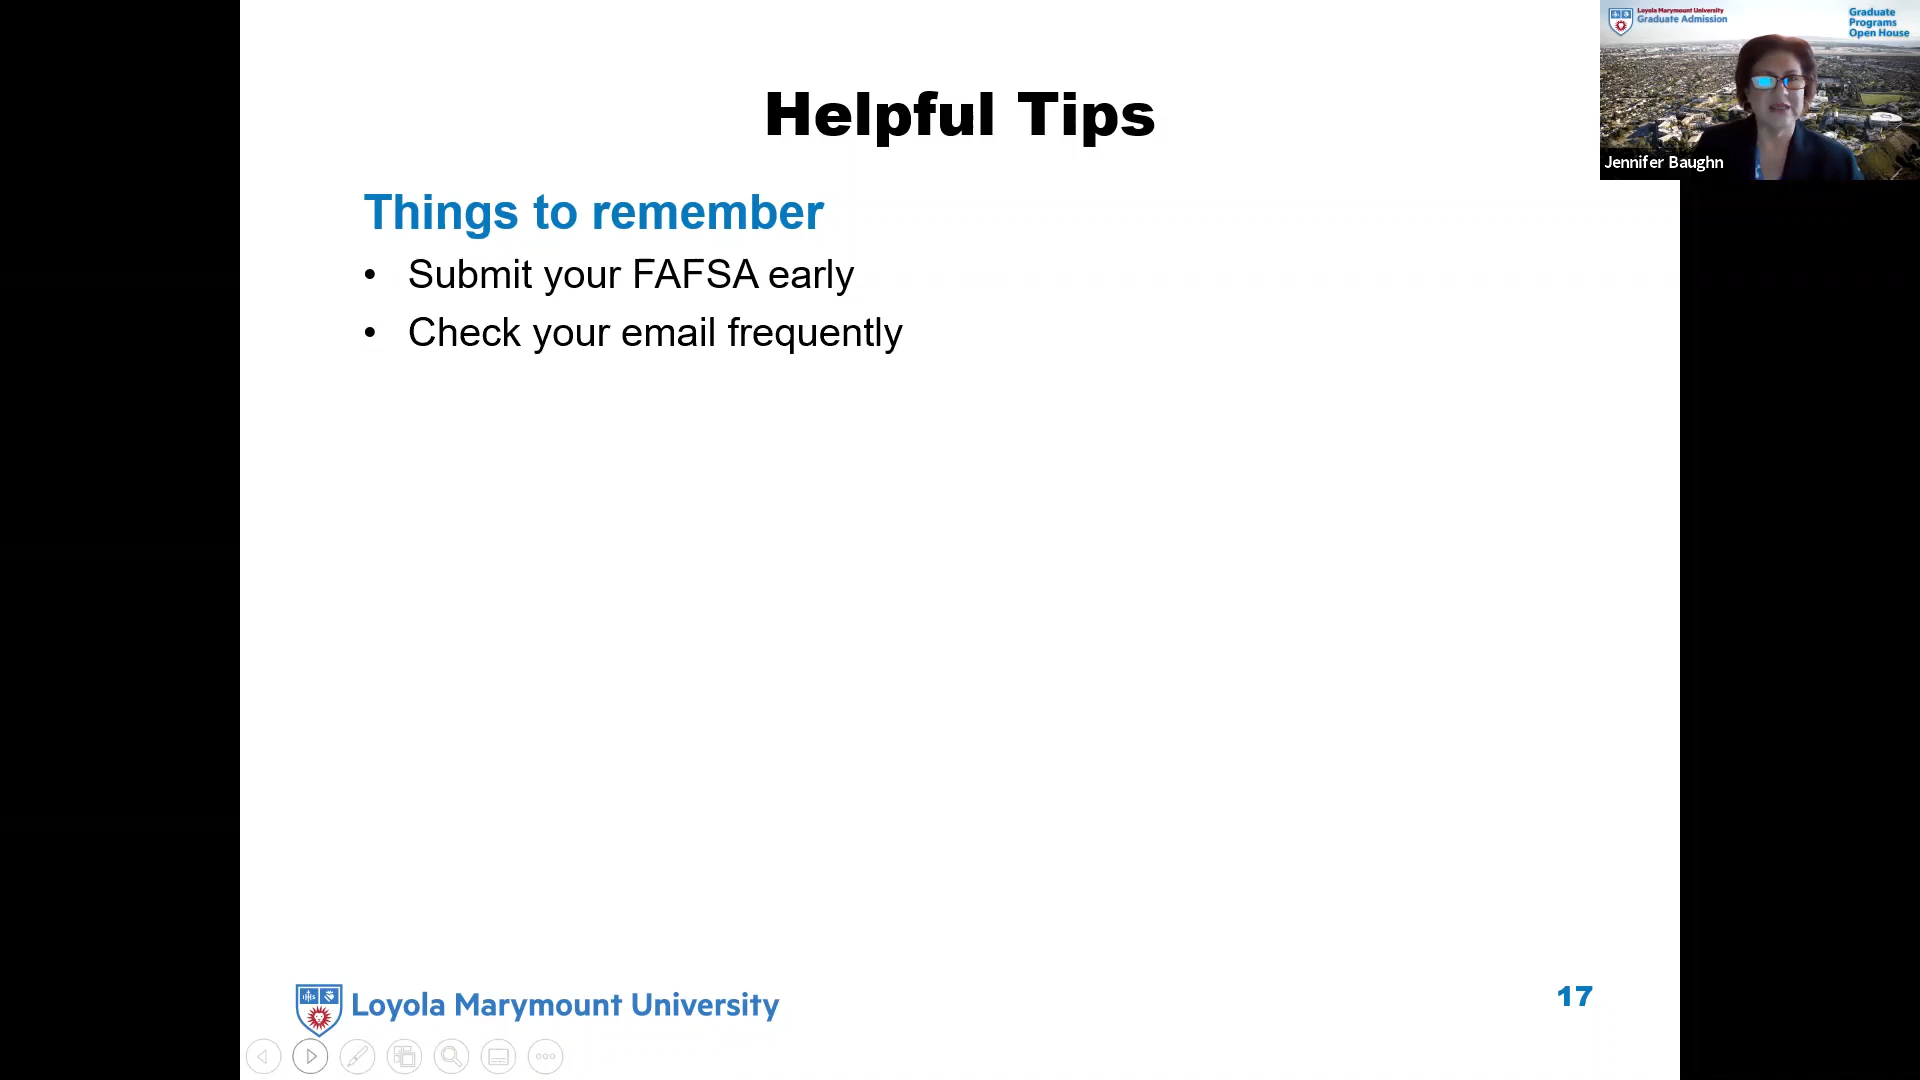 Loyola Marymount University
Graduate Admission
Graduate
Programs
Open House
Jennifer Baughn
Helpful Tips
Things to remember
• Submit your FAFSA early
• Check your email frequently
Loyola Marymount University
17